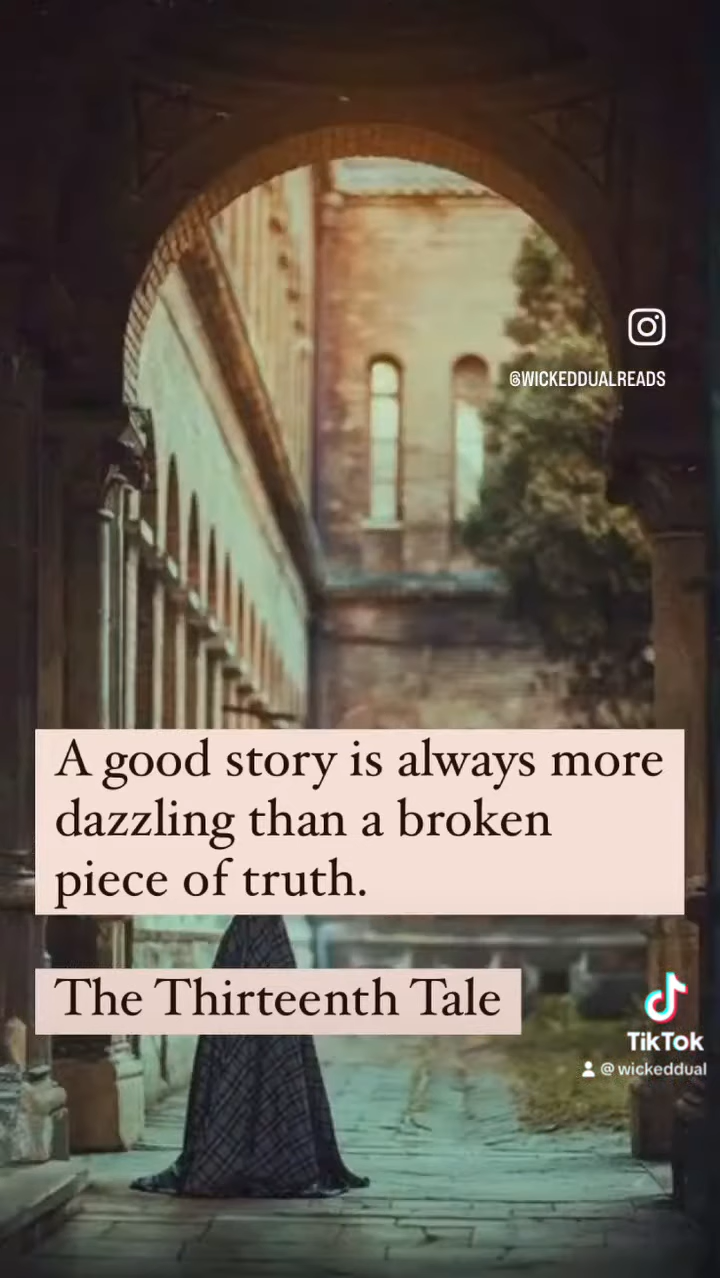 @WICKEDDUALREADS
A good story is always more
dazzling than a broken
piece of truth.
The Thirteenth Tale
TikTok
@wickeddual